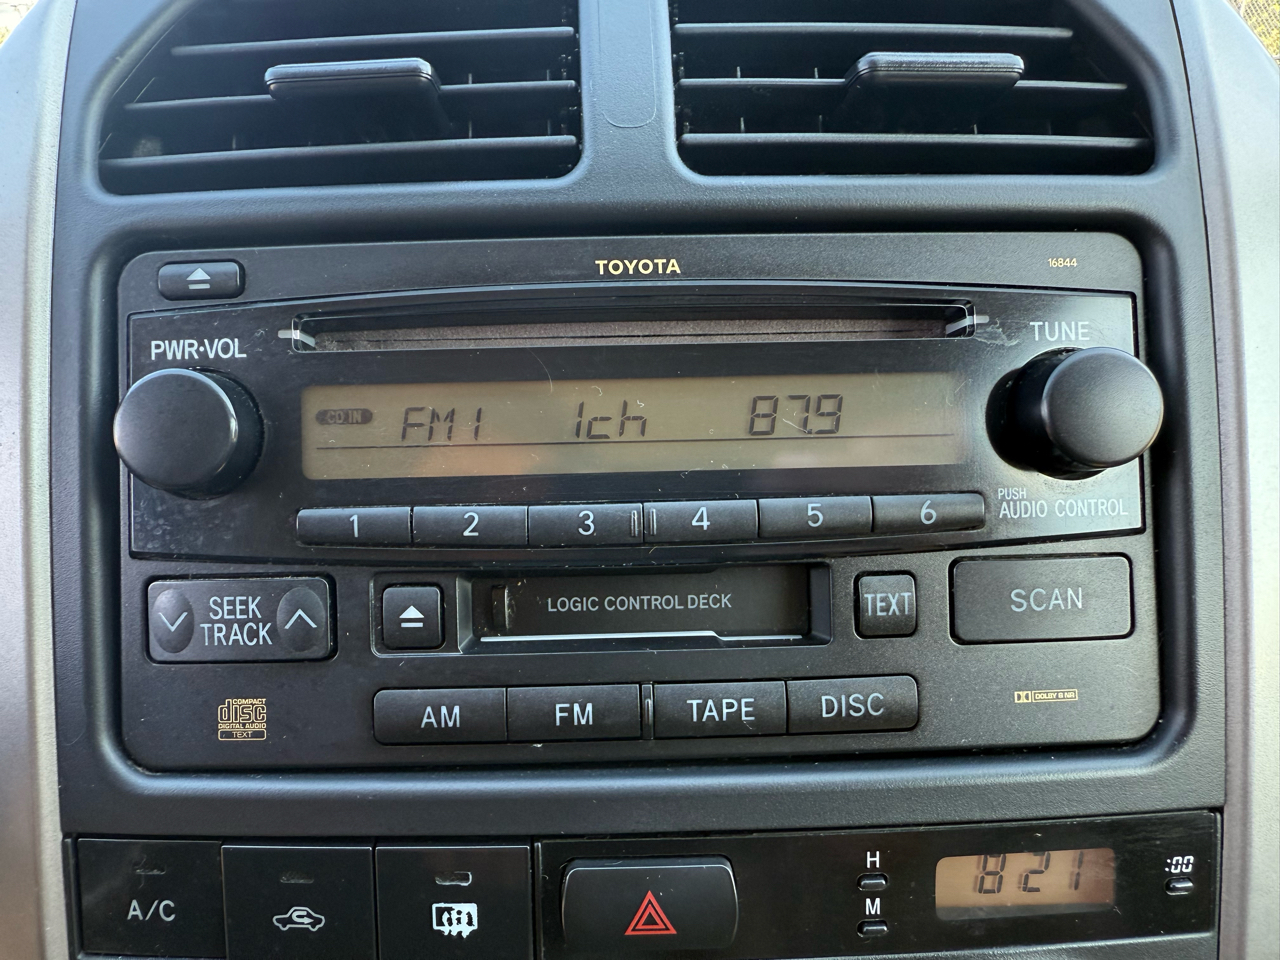 TOYOTA
16844
PWR·VOL
TUNE
CD IN FM1 1ch 87.9
1 2 3 4 5 6
PUSH
AUDIO CONTROL
SEEK
TRACK
LOGIC CONTROL DECK
TEXT
SCAN
COMPACT
disc
DIGITAL AUDIO
TEXT
AM FM TAPE DISC
DOLBY B NR
A/C
H
M
8:21
:00